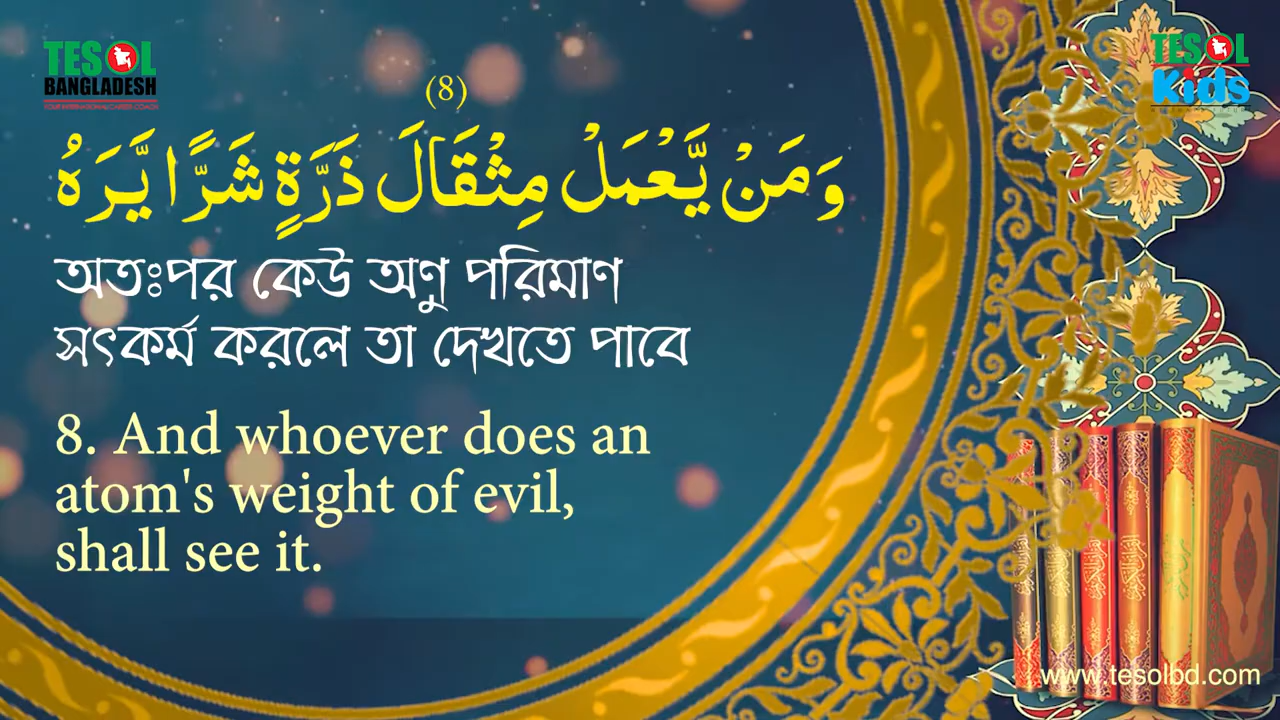 TESOL
BANGLADESH
TESOL
Kids
(8)
وَمَنْ يَّعْمَلْ مِثْقَالَ ذَرَّةٍ شَرًّا يَّرَهُ
অতঃপর কেউ অণু পরিমাণ
সৎকর্ম করলে তা দেখতে পাবে
8. And whoever does an
atom's weight of evil,
shall see it.
www.tesolbd.com